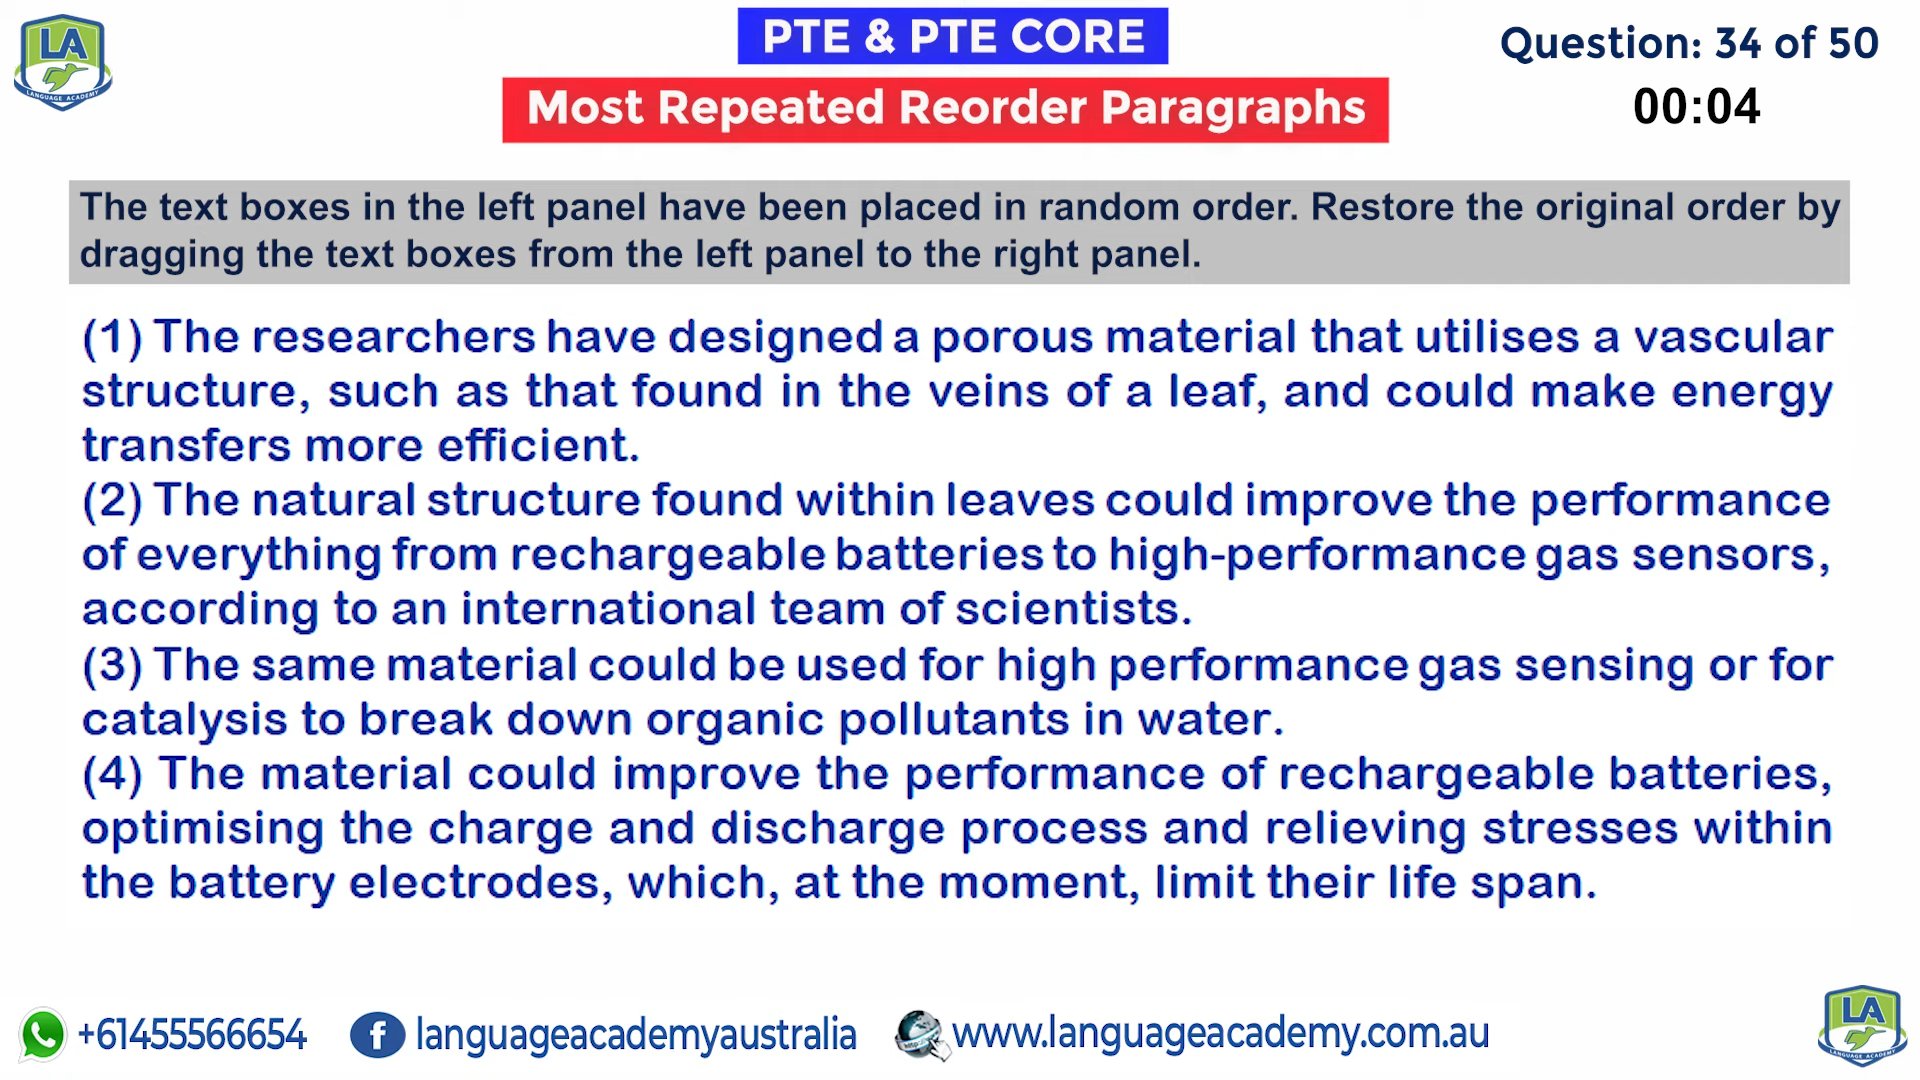 LA
LANGUAGE ACADEMY
PTE & PTE CORE
Most Repeated Reorder Paragraphs
Question: 34 of 50
00:04
The text boxes in the left panel have been placed in random order. Restore the original order by
dragging the text boxes from the left panel to the right panel.
(1) The researchers have designed a porous material that utilises a vascular
structure, such as that found in the veins of a leaf, and could make energy
transfers more efficient.
(2) The natural structure found within leaves could improve the performance
of everything from rechargeable batteries to high-performance gas sensors,
according to an international team of scientists.
(3) The same material could be used for high performance gas sensing or for
catalysis to break down organic pollutants in water.
(4) The material could improve the performance of rechargeable batteries,
optimising the charge and discharge process and relieving stresses within
the battery electrodes, which, at the moment, limit their life span.
+61455566654
f languageacademyaustralia
www.languageacademy.com.au
LA
LANGUAGE ACADEMY